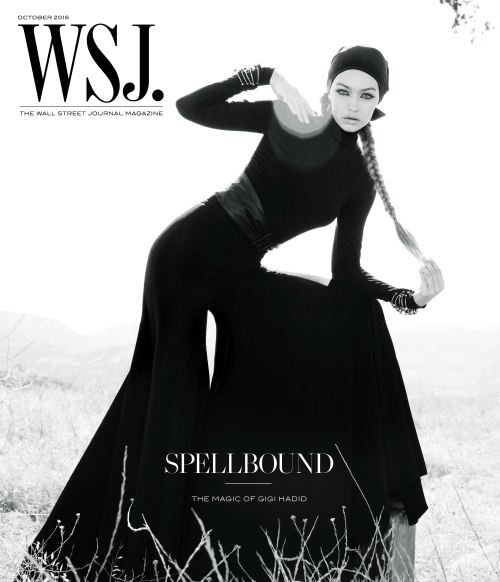 OCTOBER 2016
WSJ.
THE WALL STREET JOURNAL MAGAZINE
SPELLBOUND
THE MAGIC OF GIGI HADID